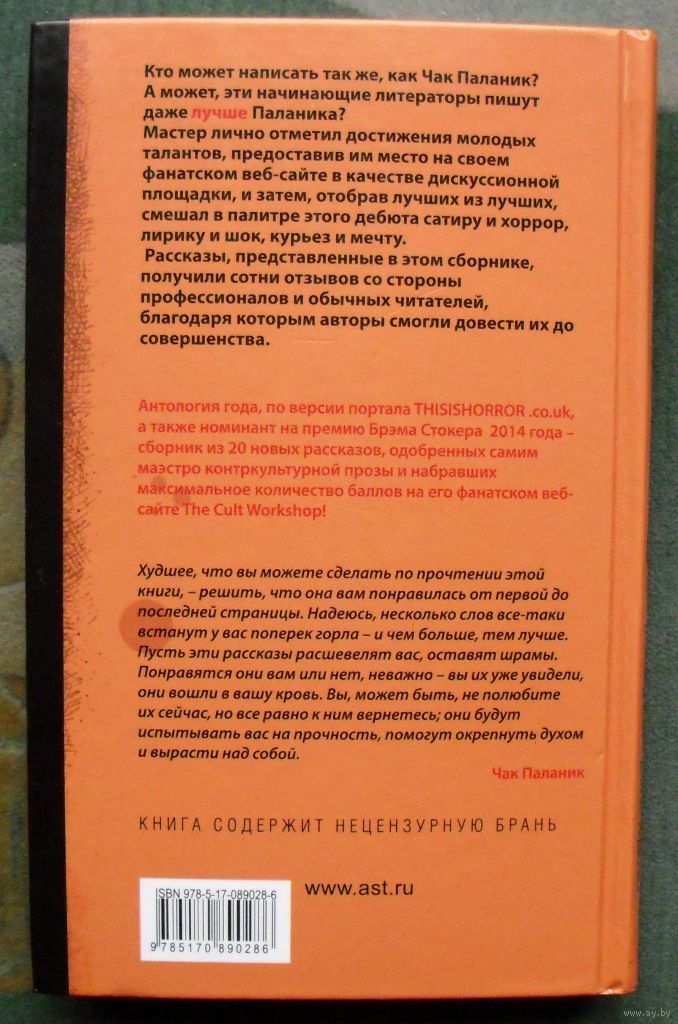 Кто может написать так же, как Чак Паланик?
А может, эти начинающие литераторы пишут
даже лучше Паланика?
Мастер лично отметил достижения молодых
талантов, предоставив им место на своем
фанатском веб-сайте в качестве дискуссионной
площадки, и затем, отобрав лучших из лучших,
смешал в палитре этого дебюта сатиру и хоррор,
лирику и шок, курьез и мечту.
Рассказы, представленные в этом сборнике,
получили сотни отзывов со стороны
профессионалов и обычных читателей,
благодаря которым авторы смогли довести их до
совершенства.
Антология года, по версии портала THISISHORROR .co.uk,
а также номинант на премию Брэма Стокера 2014 года –
сборник из 20 новых рассказов, одобренных самим
маэстро контркультурной прозы и набравших
максимальное количество баллов на его фанатском веб-
сайте The Cult Workshop!
Худшее, что вы можете сделать по прочтении этой
книги, – решить, что она вам понравилась от первой до
последней страницы. Надеюсь, несколько слов все-таки
встанут у вас поперек горла – и чем больше, тем лучше.
Пусть эти рассказы расшевелят вас, оставят шрамы.
Понравятся они вам или нет, неважно – вы их уже увидели,
они вошли в вашу кровь. Вы, может быть, не полюбите
их сейчас, но все равно к ним вернетесь; они будут
испытывать вас на прочность, помогут окрепнуть духом
и вырасти над собой.
Чак Паланик
КНИГА СОДЕРЖИТ НЕЦЕНЗУРНУЮ БРАНЬ
www.ast.ru
ISBN 978-5-17-089028-6
9 785170 890286
www.ay.by